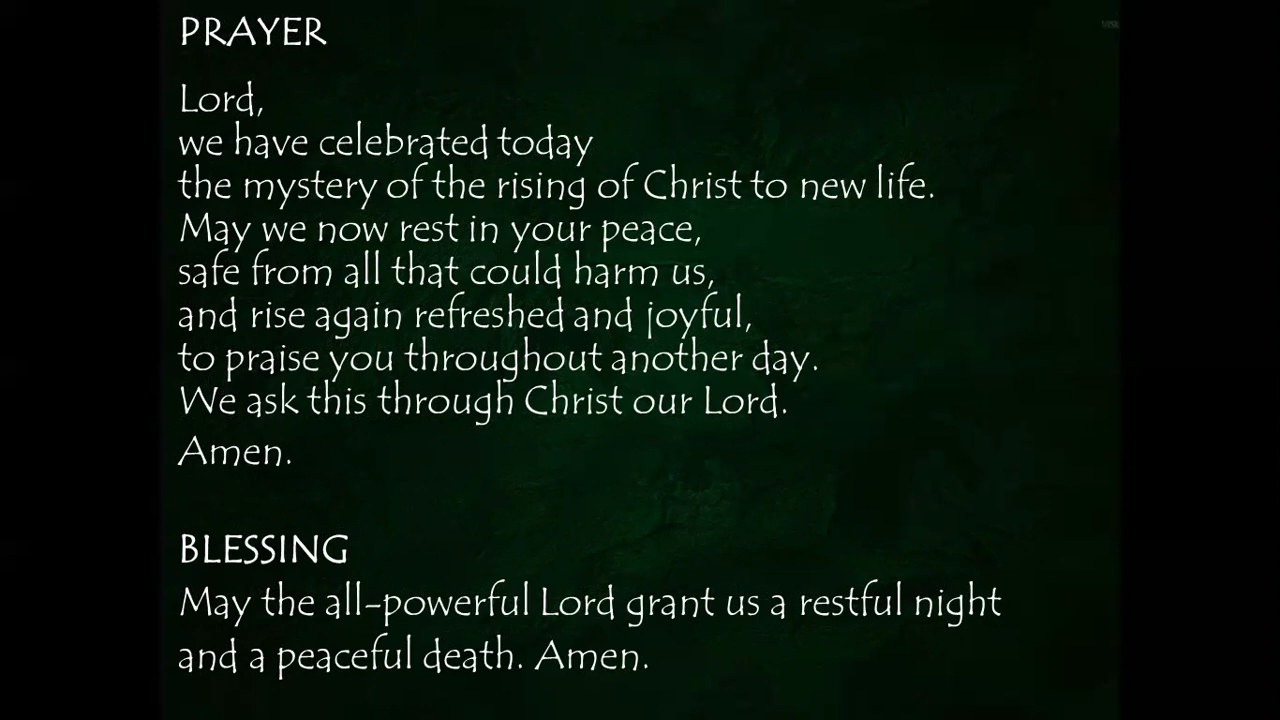 PRAYER
Lord,
we have celebrated today
the mystery of the rising of Christ to new life.
May we now rest in your peace,
safe from all that could harm us,
and rise again refreshed and joyful,
to praise you throughout another day.
We ask this through Christ our Lord.
Amen.
BLESSING
May the all-powerful Lord grant us a restful night
and a peaceful death. Amen.